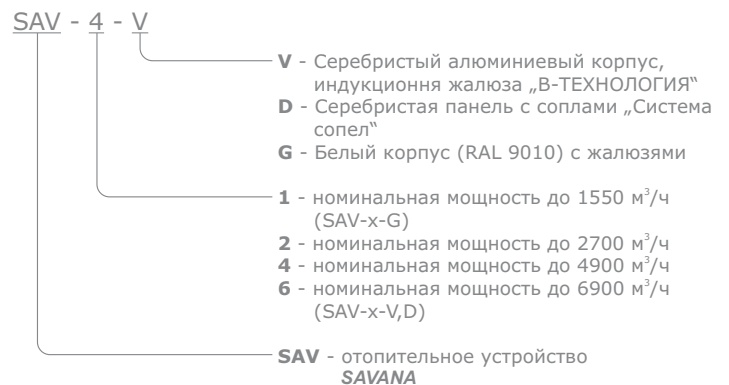 SAV - 4 - V
V - Серебристый алюминиевый корпус,
индукционня жалюза „В-ТЕХНОЛОГИЯ“
D - Серебристая панель с соплами „Система
сопел“
G - Белый корпус (RAL 9010) с жалюзями
1 - номинальная мощность до 1550 м³/ч
(SAV-x-G)
2 - номинальная мощность до 2700 м³/ч
4 - номинальная мощность до 4900 м³/ч
6 - номинальная мощность до 6900 м³/ч
(SAV-x-V,D)
SAV - отопительное устройство
SAVANA